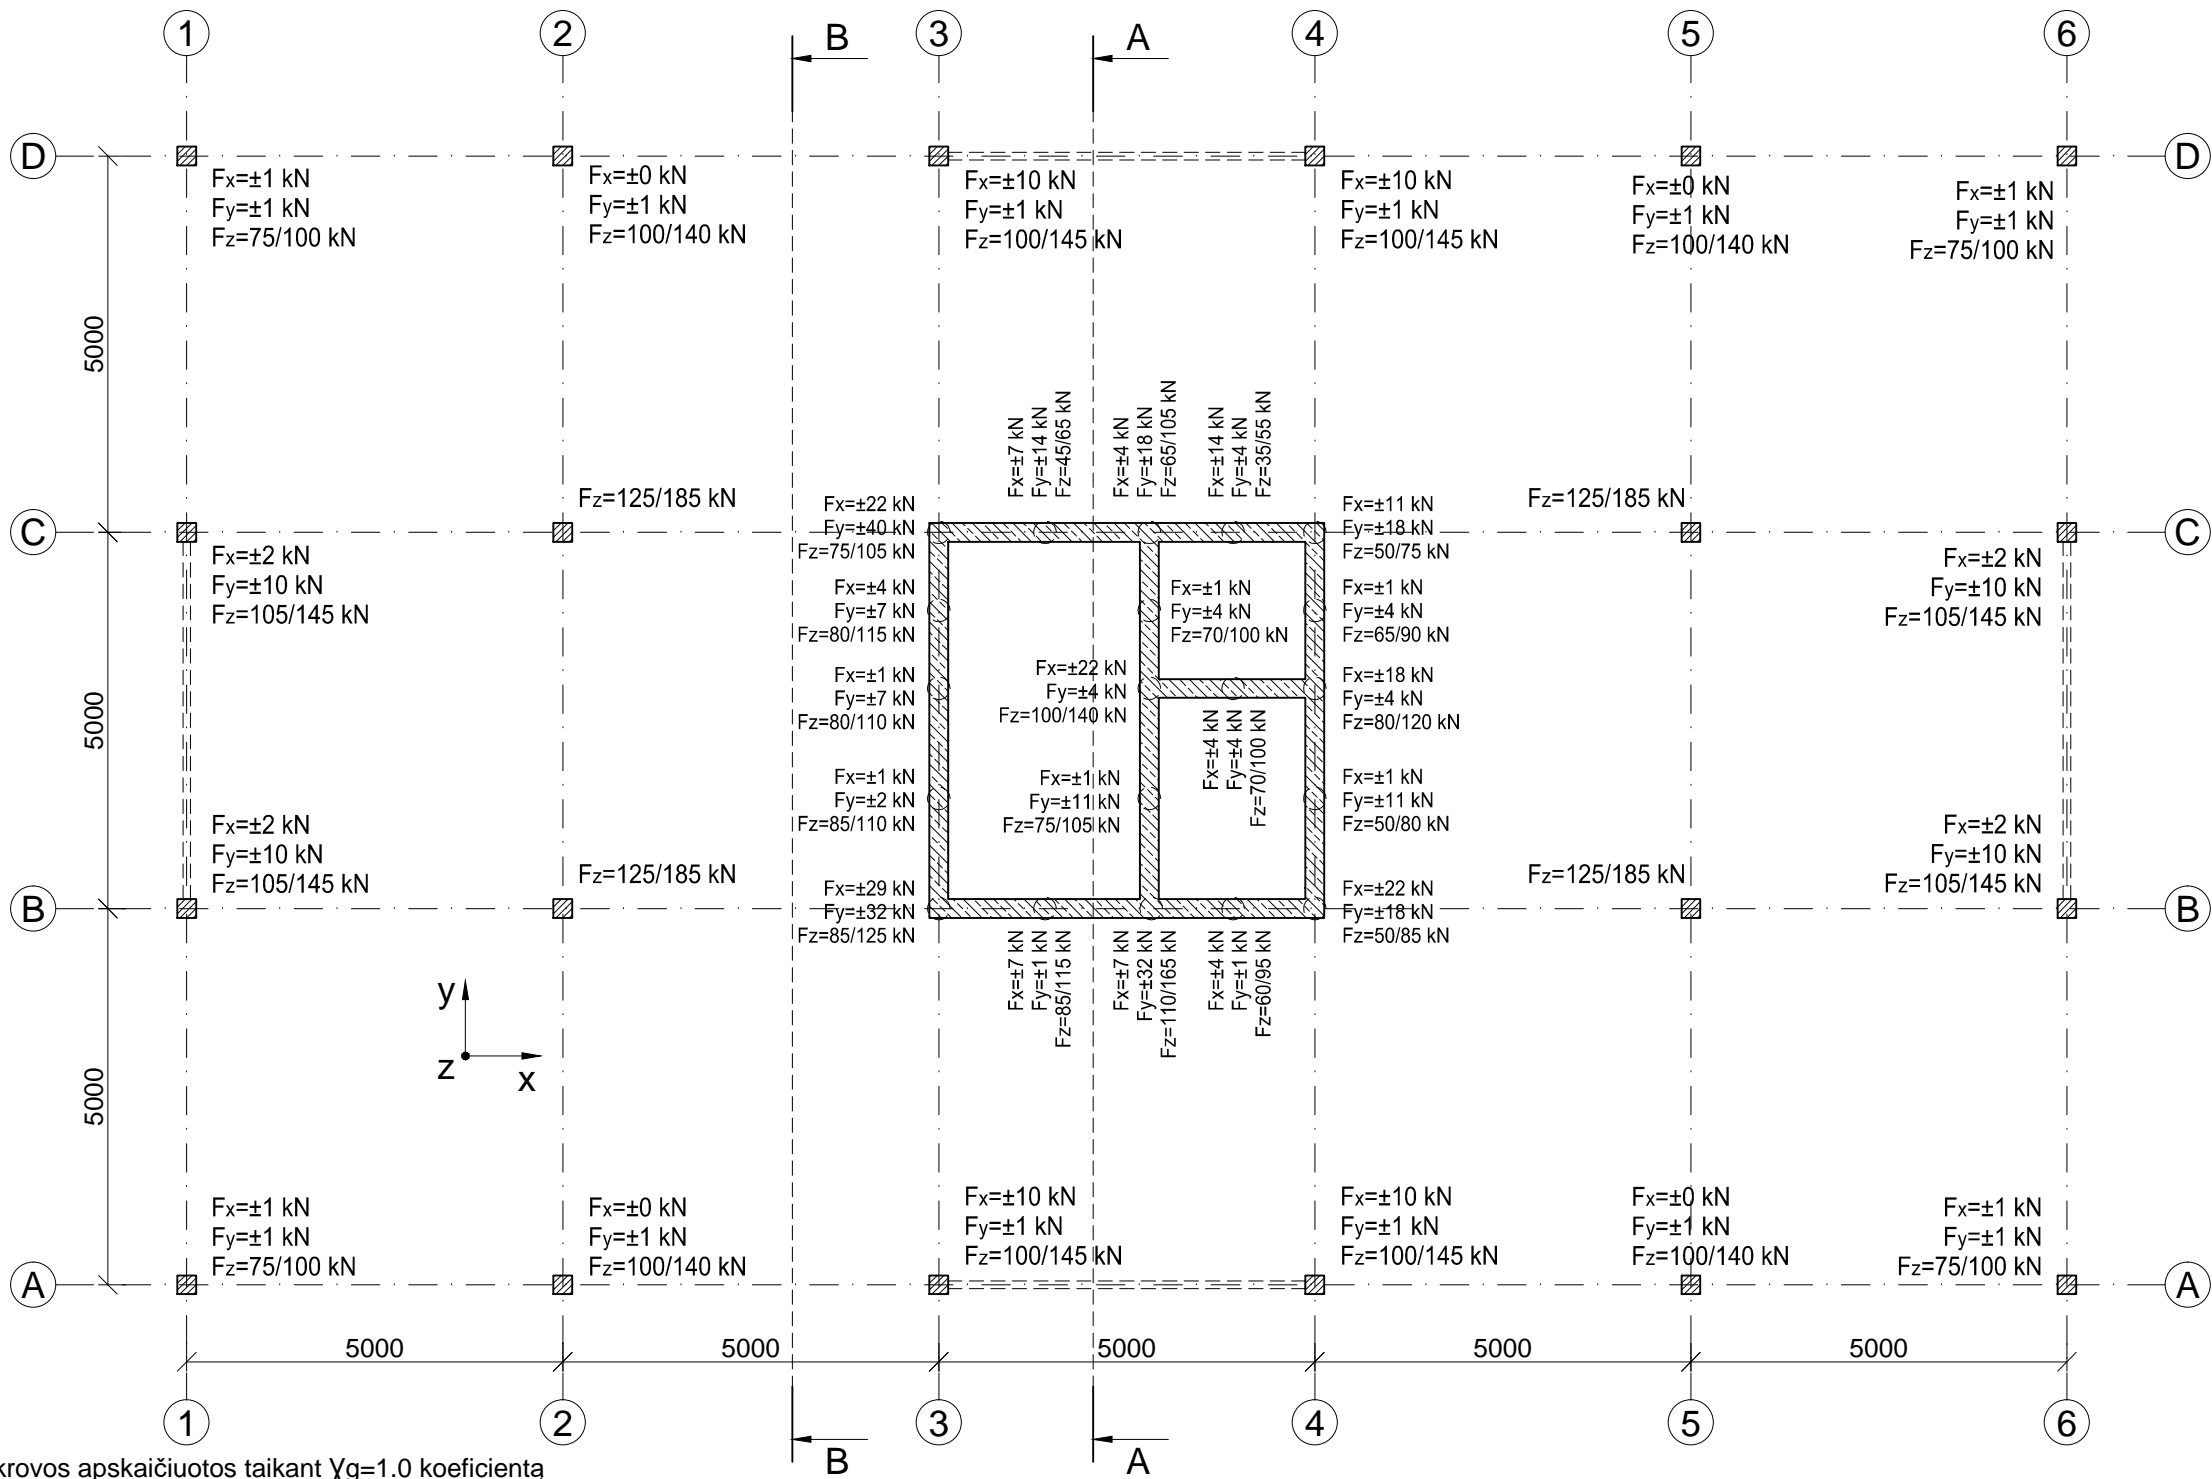 1
2
B
3
A
4
5
6
D
D
Fx=±1 kN
Fy=±1 kN
Fz=75/100 kN
Fx=±0 kN
Fy=±1 kN
Fz=100/140 kN
Fx=±10 kN
Fy=±1 kN
Fz=100/145 kN
Fx=±10 kN
Fy=±1 kN
Fz=100/145 kN
Fx=±0 kN
Fy=±1 kN
Fz=100/140 kN
Fx=±1 kN
Fy=±1 kN
Fz=75/100 kN
5000
Fx=±7 kN
Fy=±14 kN
Fz=45/65 kN
Fx=±4 kN
Fy=±18 kN
Fz=65/105 kN
Fx=±14 kN
Fy=±4 kN
Fz=35/55 kN
C
C
Fx=±2 kN
Fy=±10 kN
Fz=105/145 kN
Fz=125/185 kN
Fx=±22 kN
Fy=±40 kN
Fz=75/105 kN
Fx=±11 kN
Fy=±18 kN
Fz=50/75 kN
Fz=125/185 kN
Fx=±2 kN
Fy=±10 kN
Fz=105/145 kN
Fx=±4 kN
Fy=±7 kN
Fz=80/115 kN
Fx=±1 kN
Fy=±4 kN
Fz=70/100 kN
Fx=±1 kN
Fy=±4 kN
Fz=65/90 kN
5000
Fx=±1 kN
Fy=±7 kN
Fz=80/110 kN
Fx=±22 kN
Fy=±4 kN
Fz=100/140 kN
Fx=±4 kN
Fy=±4 kN
Fz=70/100 kN
Fx=±18 kN
Fy=±4 kN
Fz=80/120 kN
Fx=±1 kN
Fy=±2 kN
Fz=85/110 kN
Fx=±1 kN
Fy=±11 kN
Fz=75/105 kN
Fx=±1 kN
Fy=±11 kN
Fz=50/80 kN
Fx=±2 kN
Fy=±10 kN
Fz=105/145 kN
Fz=125/185 kN
Fx=±29 kN
Fy=±32 kN
Fz=85/125 kN
Fx=±22 kN
Fy=±18 kN
Fz=50/85 kN
Fz=125/185 kN
Fx=±2 kN
Fy=±10 kN
Fz=105/145 kN
B
B
Fx=±7 kN
Fy=±1 kN
Fz=85/115 kN
Fx=±7 kN
Fy=±32 kN
Fz=110/165 kN
Fx=±4 kN
Fy=±1 kN
Fz=60/95 kN
y
z
x
5000
Fx=±1 kN
Fy=±1 kN
Fz=75/100 kN
Fx=±0 kN
Fy=±1 kN
Fz=100/140 kN
Fx=±10 kN
Fy=±1 kN
Fz=100/145 kN
Fx=±10 kN
Fy=±1 kN
Fz=100/145 kN
Fx=±0 kN
Fy=±1 kN
Fz=100/140 kN
Fx=±1 kN
Fy=±1 kN
Fz=75/100 kN
A
A
5000
5000
5000
5000
5000
1
2
B
3
A
4
5
6
krovos apskaičiuotos taikant γg=1.0 koeficientą